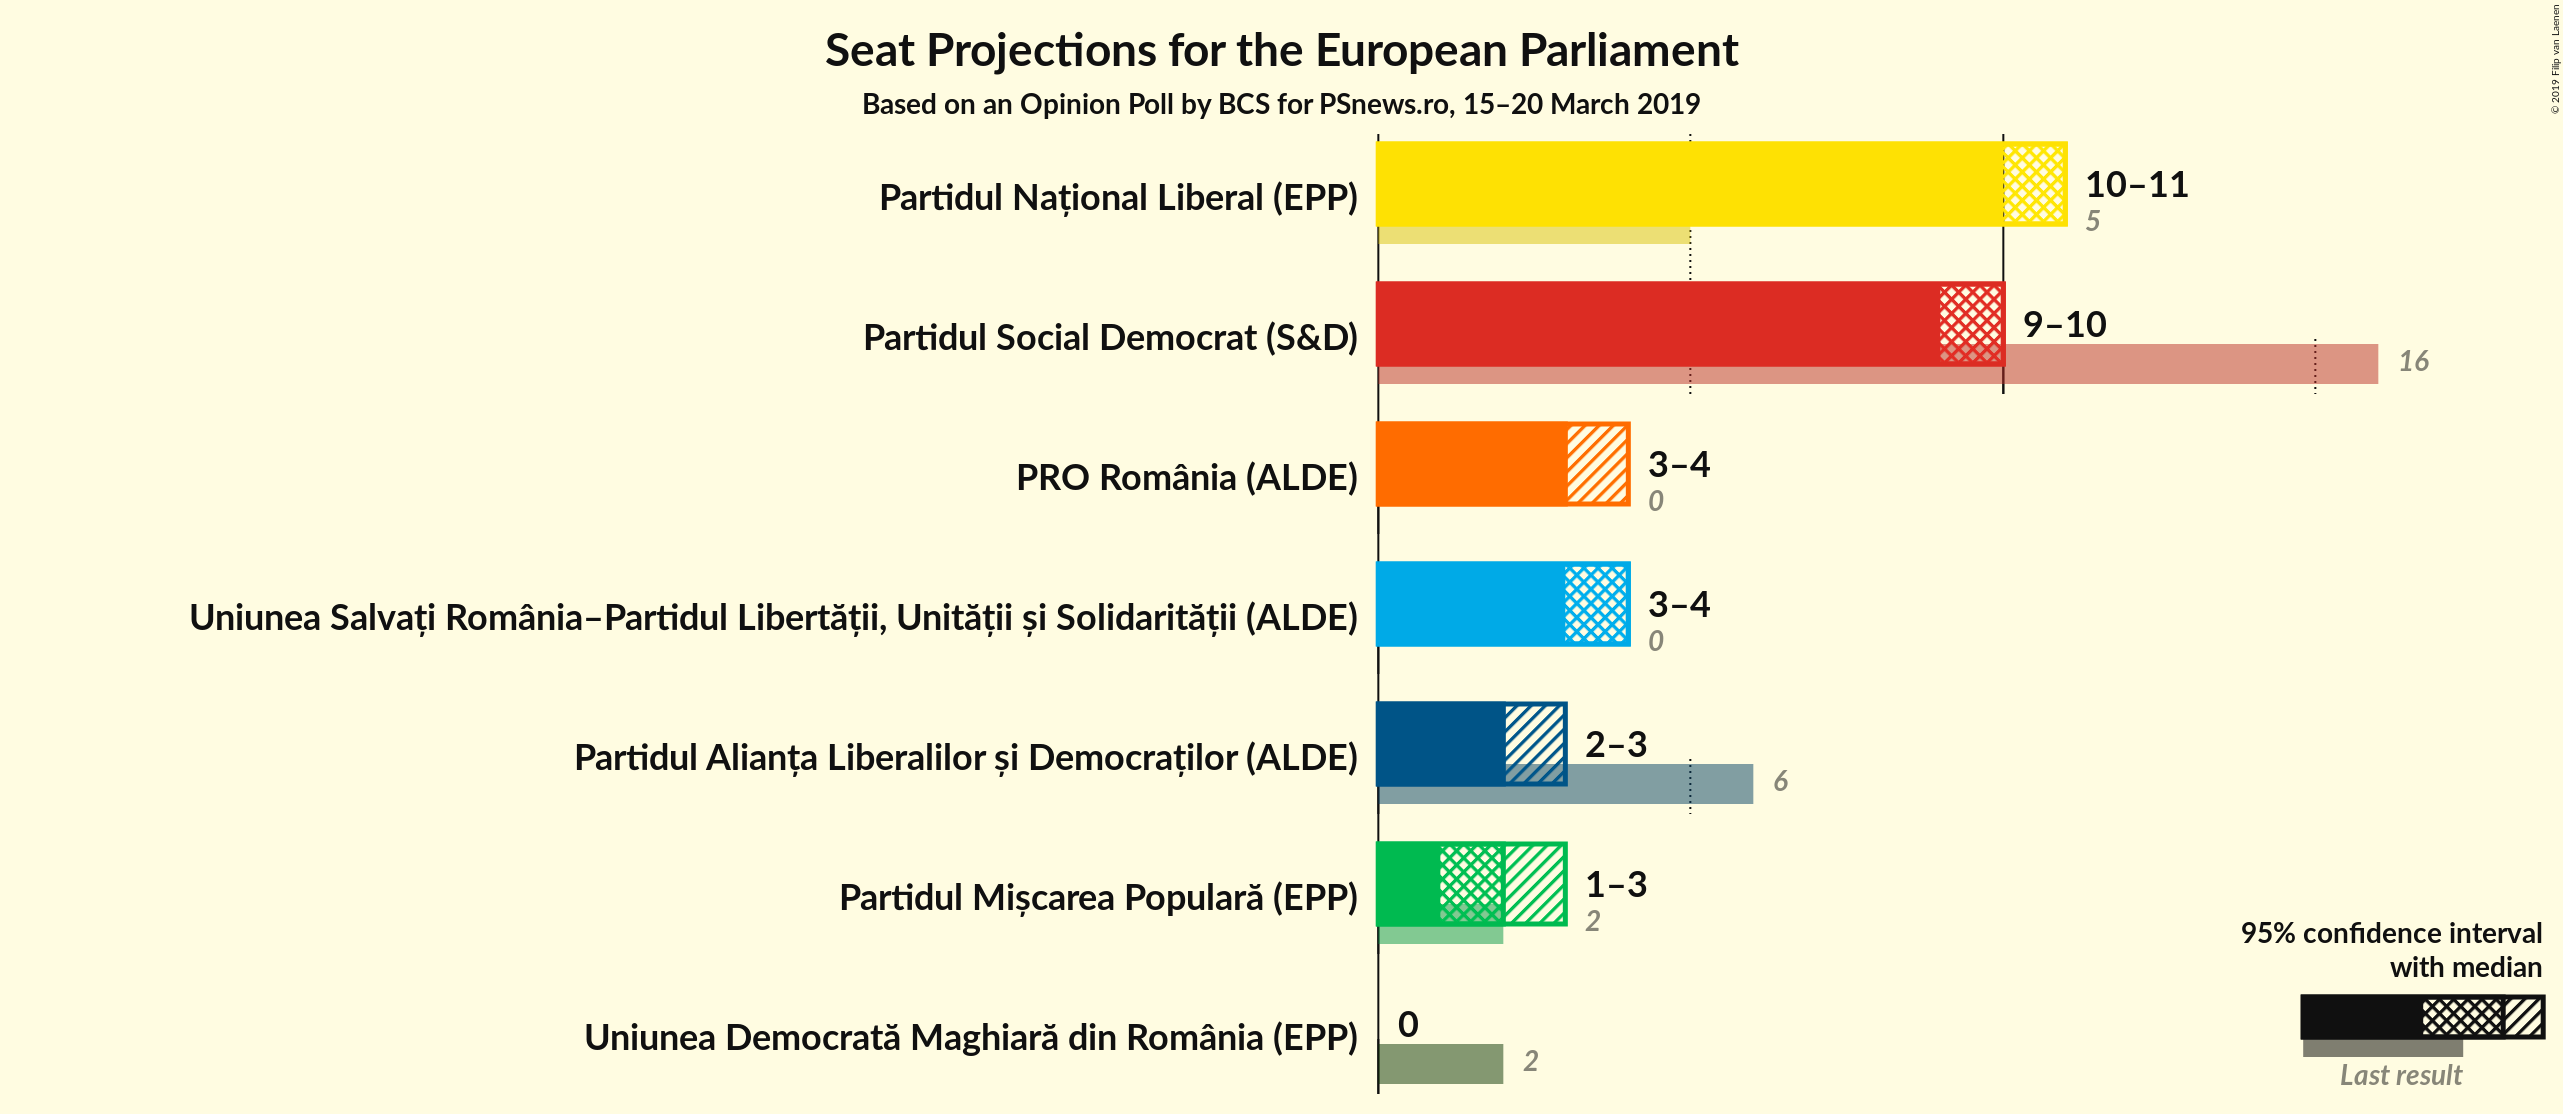 Seat Projections for the European Parliament
Based on an Opinion Poll by BCS for PSnews.ro, 15–20 March 2019
© 2019 Filip van Laenen
Partidul Național Liberal (EPP)
10–11
5
Partidul Social Democrat (S&D)
9–10
16
PRO România (ALDE)
3–4
0
Uniunea Salvați România–Partidul Libertății, Unității și Solidarității (ALDE)
3–4
0
Partidul Alianța Liberalilor și Democraților (ALDE)
2–3
6
Partidul Mișcarea Populară (EPP)
1–3
2
Uniunea Democrată Maghiară din România (EPP)
0
2
95% confidence interval
with median
Last result